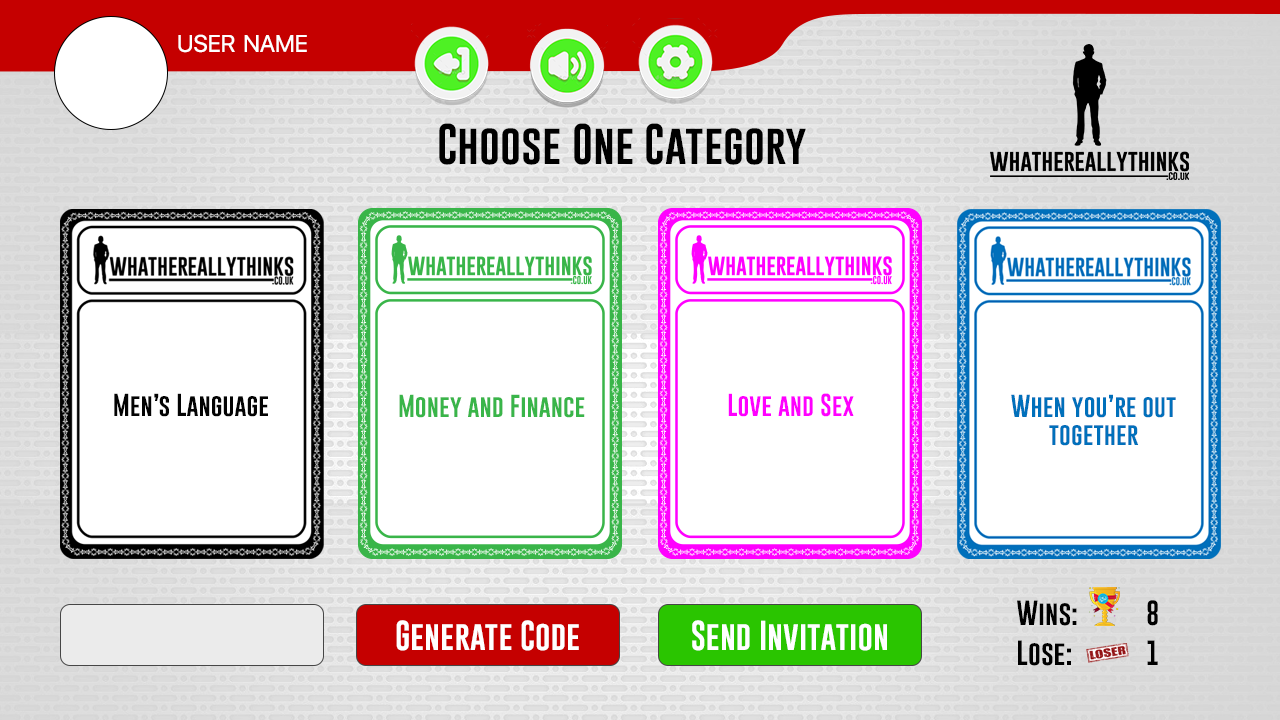 USER NAME
Choose One Category
WHATHEREALLYTHINKS
.CO.UK
WHATHEREALLYTHINKS
.CO.UK
Men's Language
WHATHEREALLYTHINKS
.CO.UK
Money and Finance
WHATHEREALLYTHINKS
.CO.UK
Love and Sex
WHATHEREALLYTHINKS
.CO.UK
When you're out
together
Generate Code
Send Invitation
Wins: 8
Lose: LOSER 1